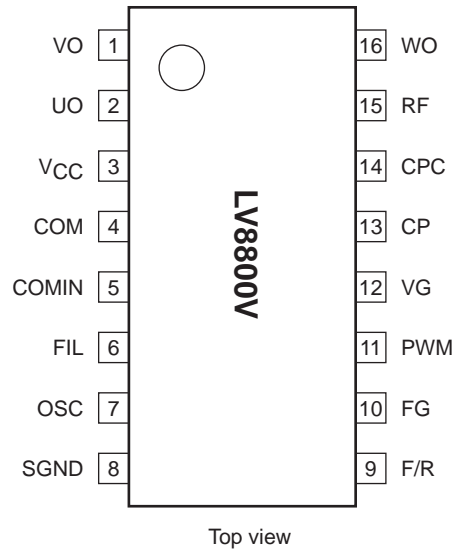 VO 1 16 WO
UO 2 15 RF
VCC 3 14 CPC
COM 4 13 CP
COMIN 5 12 VG
FIL 6 11 PWM
OSC 7 10 FG
SGND 8 9 F/R
LV8800V
Top view